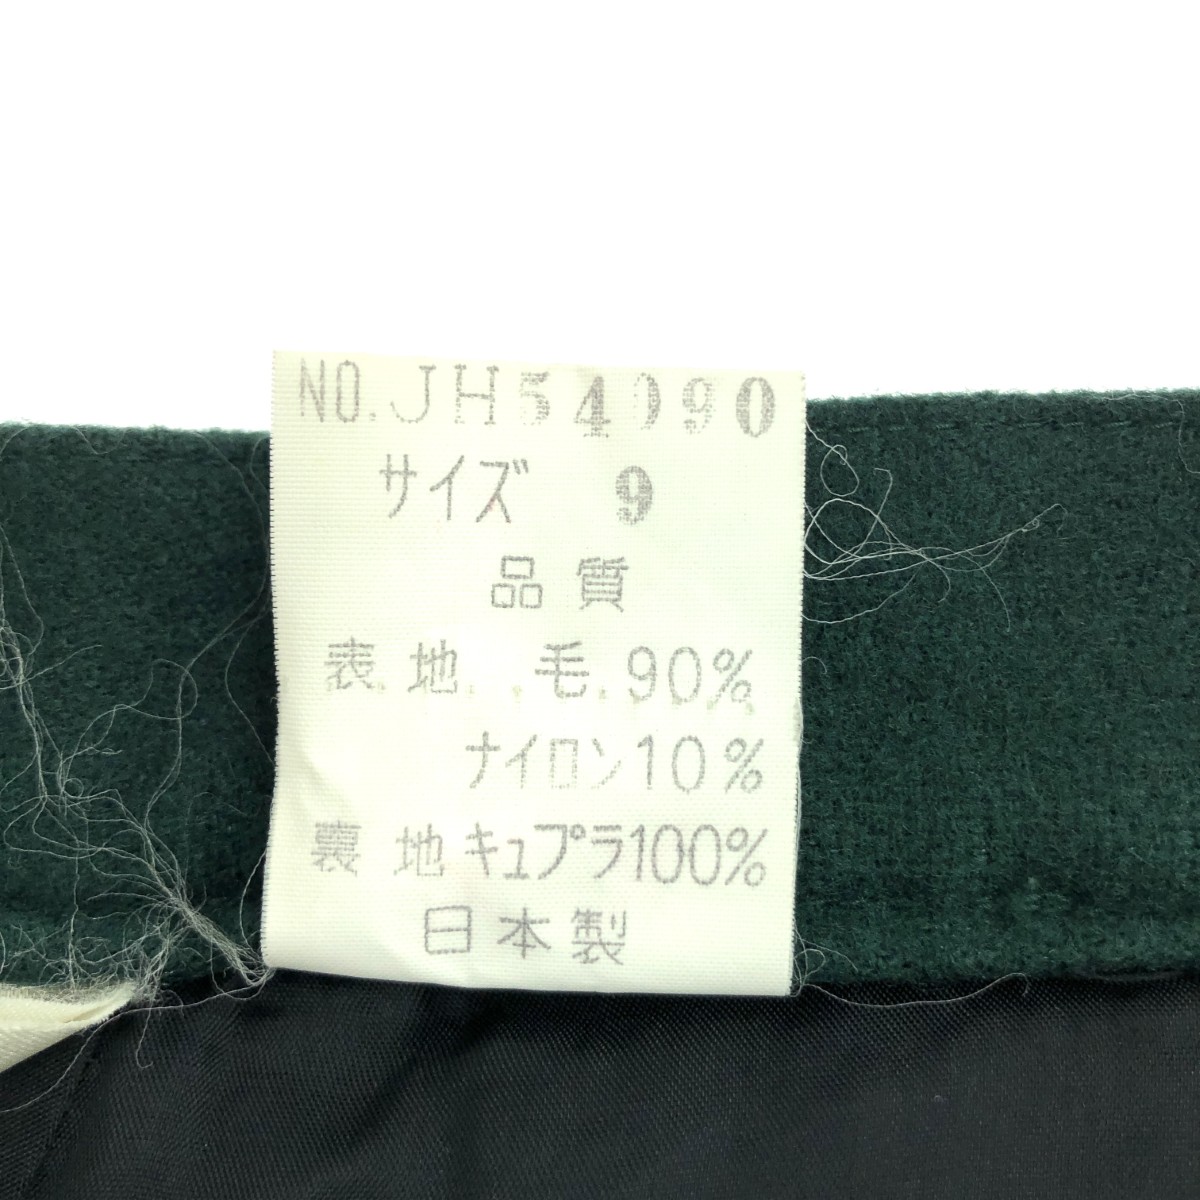 NO.JH54090
サイズ 9
品質
表地 毛 90%
ナイロン10%
裏地キュプラ100%
日本製